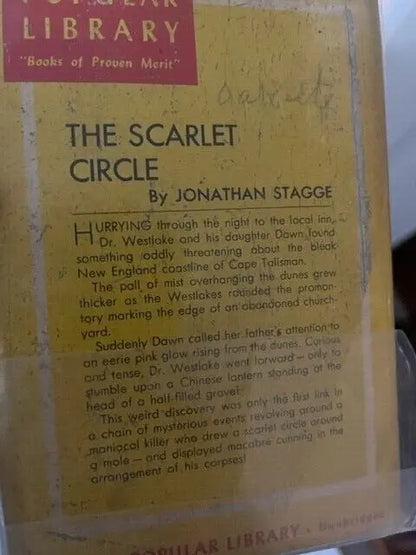 POPULAR
LIBRARY
"Books of Proven Merit"
THE SCARLET
CIRCLE
By JONATHAN STAGGE
HURRYING through the night to the local inn,
Dr. Westlake and his daughter Dawn found
something oddly threatening about the bleak
New England coastline of Cape Talisman.
The pall of mist overhanging the dunes grew
thicker as the Westlakes rounded the promon-
tory marking the edge of an abandoned church-
yard.
Suddenly Dawn called her father's attention to
an eerie pink glow rising from the dunes. Curious
and tense, Dr. Westlake went forward—only to
stumble upon a Chinese lantern standing at the
head of a half-filled gravel
This weird discovery was only the first link in
a chain of mysterious events revolving around a
maniacal killer who drew a scarlet circle around
a mole—and displayed macabre cunning in the
arrangement of his corpses!
POPULAR LIBRARY • Unabridged